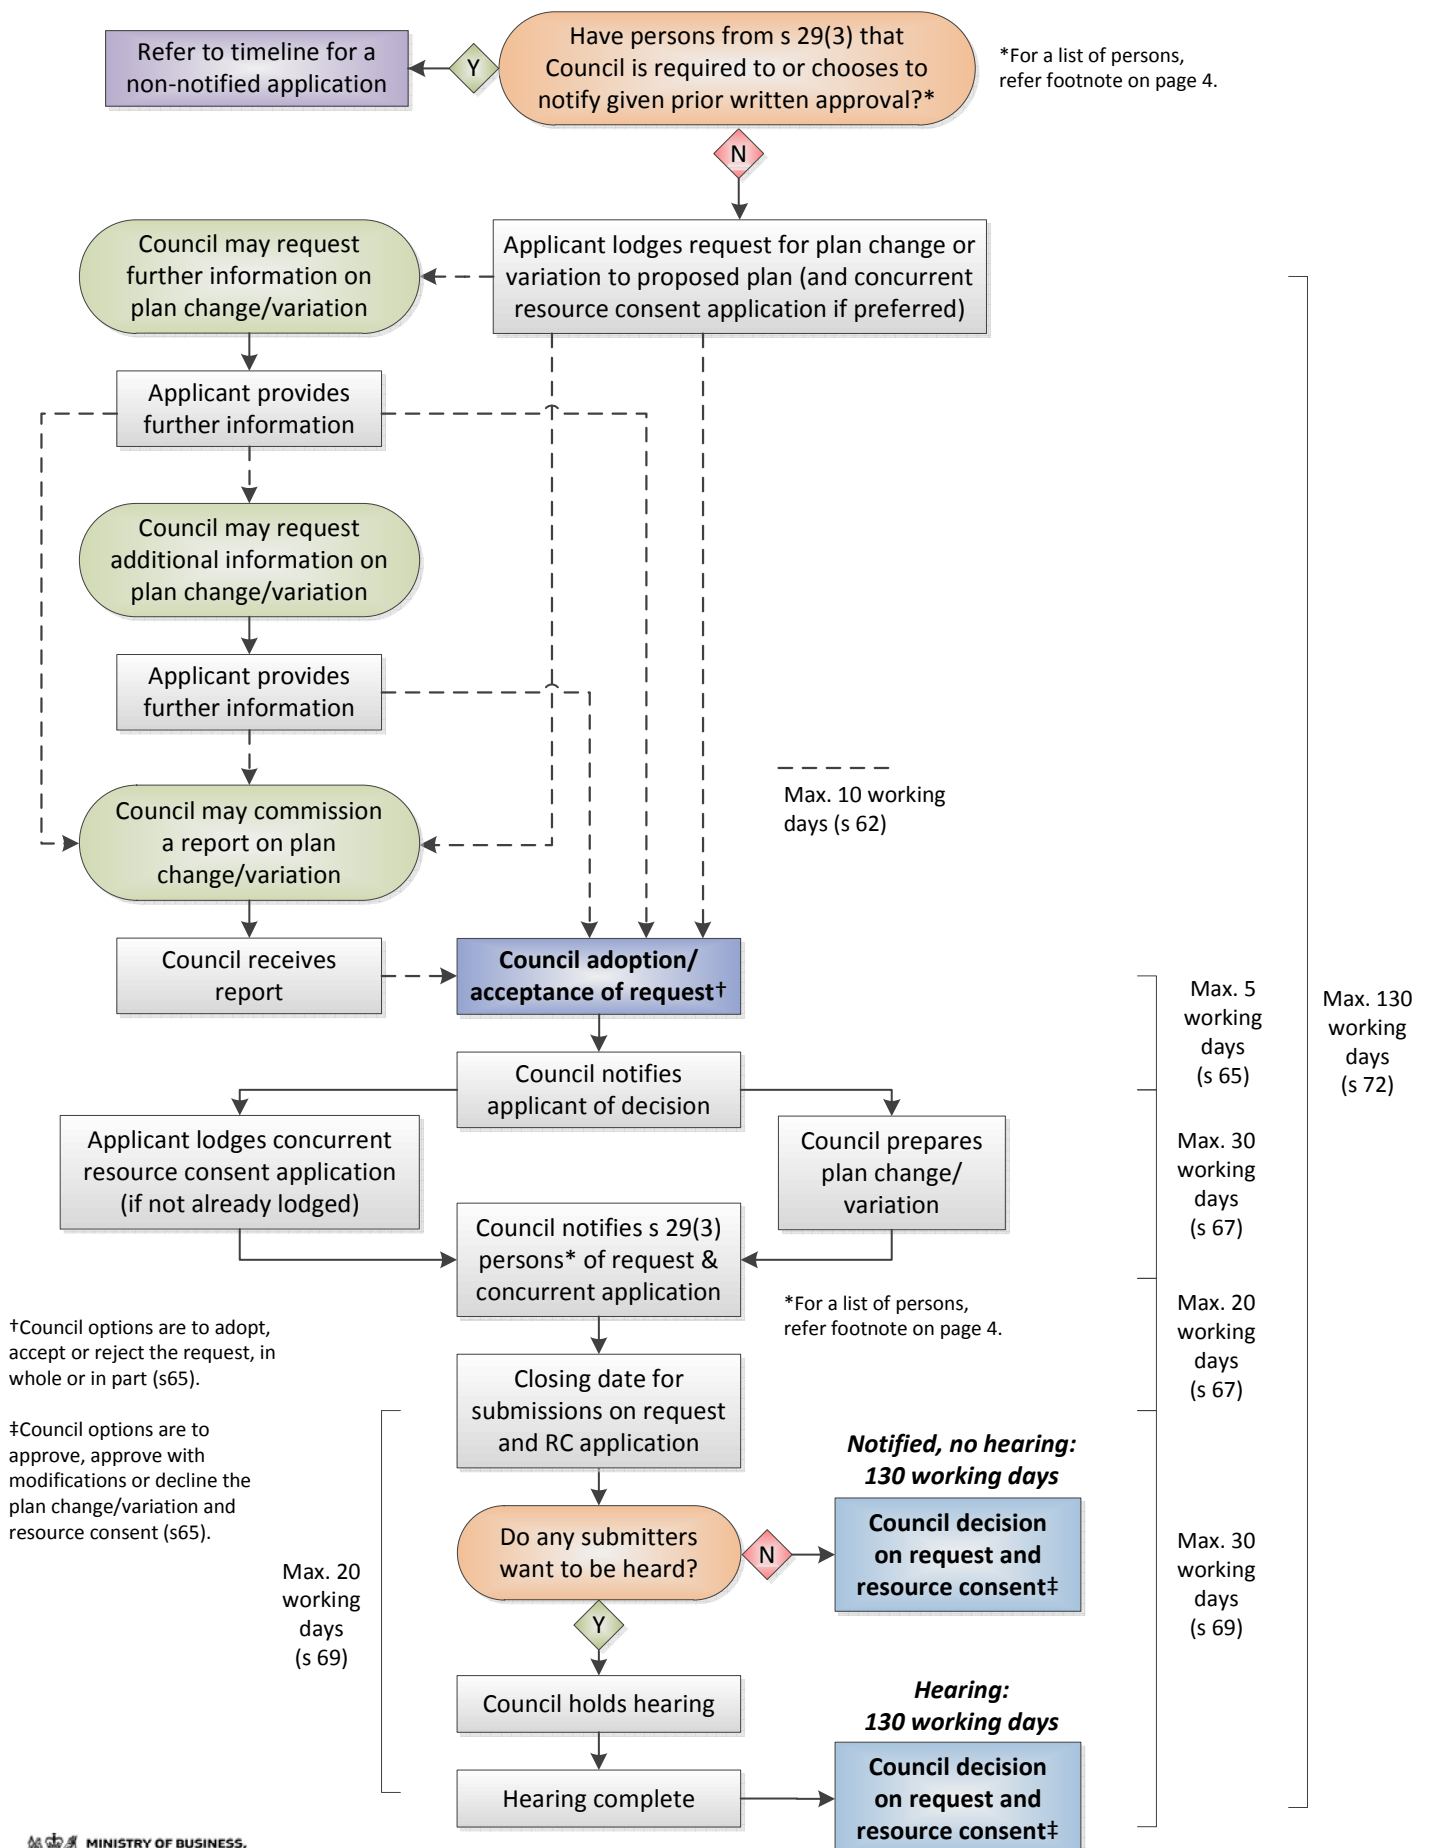 Refer to timeline for a
non-notified application
Y
Have persons from s 29(3) that
Council is required to or chooses to
notify given prior written approval?*
*For a list of persons,
refer footnote on page 4.
N
Council may request
further information on
plan change/variation
Applicant lodges request for plan change or
variation to proposed plan (and concurrent
resource consent application if preferred)
Applicant provides
further information
Council may request
additional information on
plan change/variation
Applicant provides
further information
Max. 10 working
days (s 62)
Council may commission
a report on plan
change/variation
Council receives
report
Council adoption/
acceptance of request†
Max. 5
working
days
(s 65)
Max. 130
working
days
(s 72)
Council notifies
applicant of decision
Applicant lodges concurrent
resource consent application
(if not already lodged)
Council prepares
plan change/
variation
Max. 30
working
days
(s 67)
Council notifies s 29(3)
persons* of request &
concurrent application
*For a list of persons,
refer footnote on page 4.
Max. 20
working
days
(s 67)
†Council options are to adopt,
accept or reject the request, in
whole or in part (s65).
‡Council options are to
approve, approve with
modifications or decline the
plan change/variation and
resource consent (s65).
Closing date for
submissions on request
and RC application
Notified, no hearing:
130 working days
Do any submitters
want to be heard?
N
Council decision
on request and
resource consent‡
Max. 20
working
days
(s 69)
Max. 30
working
days
(s 69)
Y
Council holds hearing
Hearing:
130 working days
Hearing complete
Council decision
on request and
resource consent‡
MINISTRY OF BUSINESS,